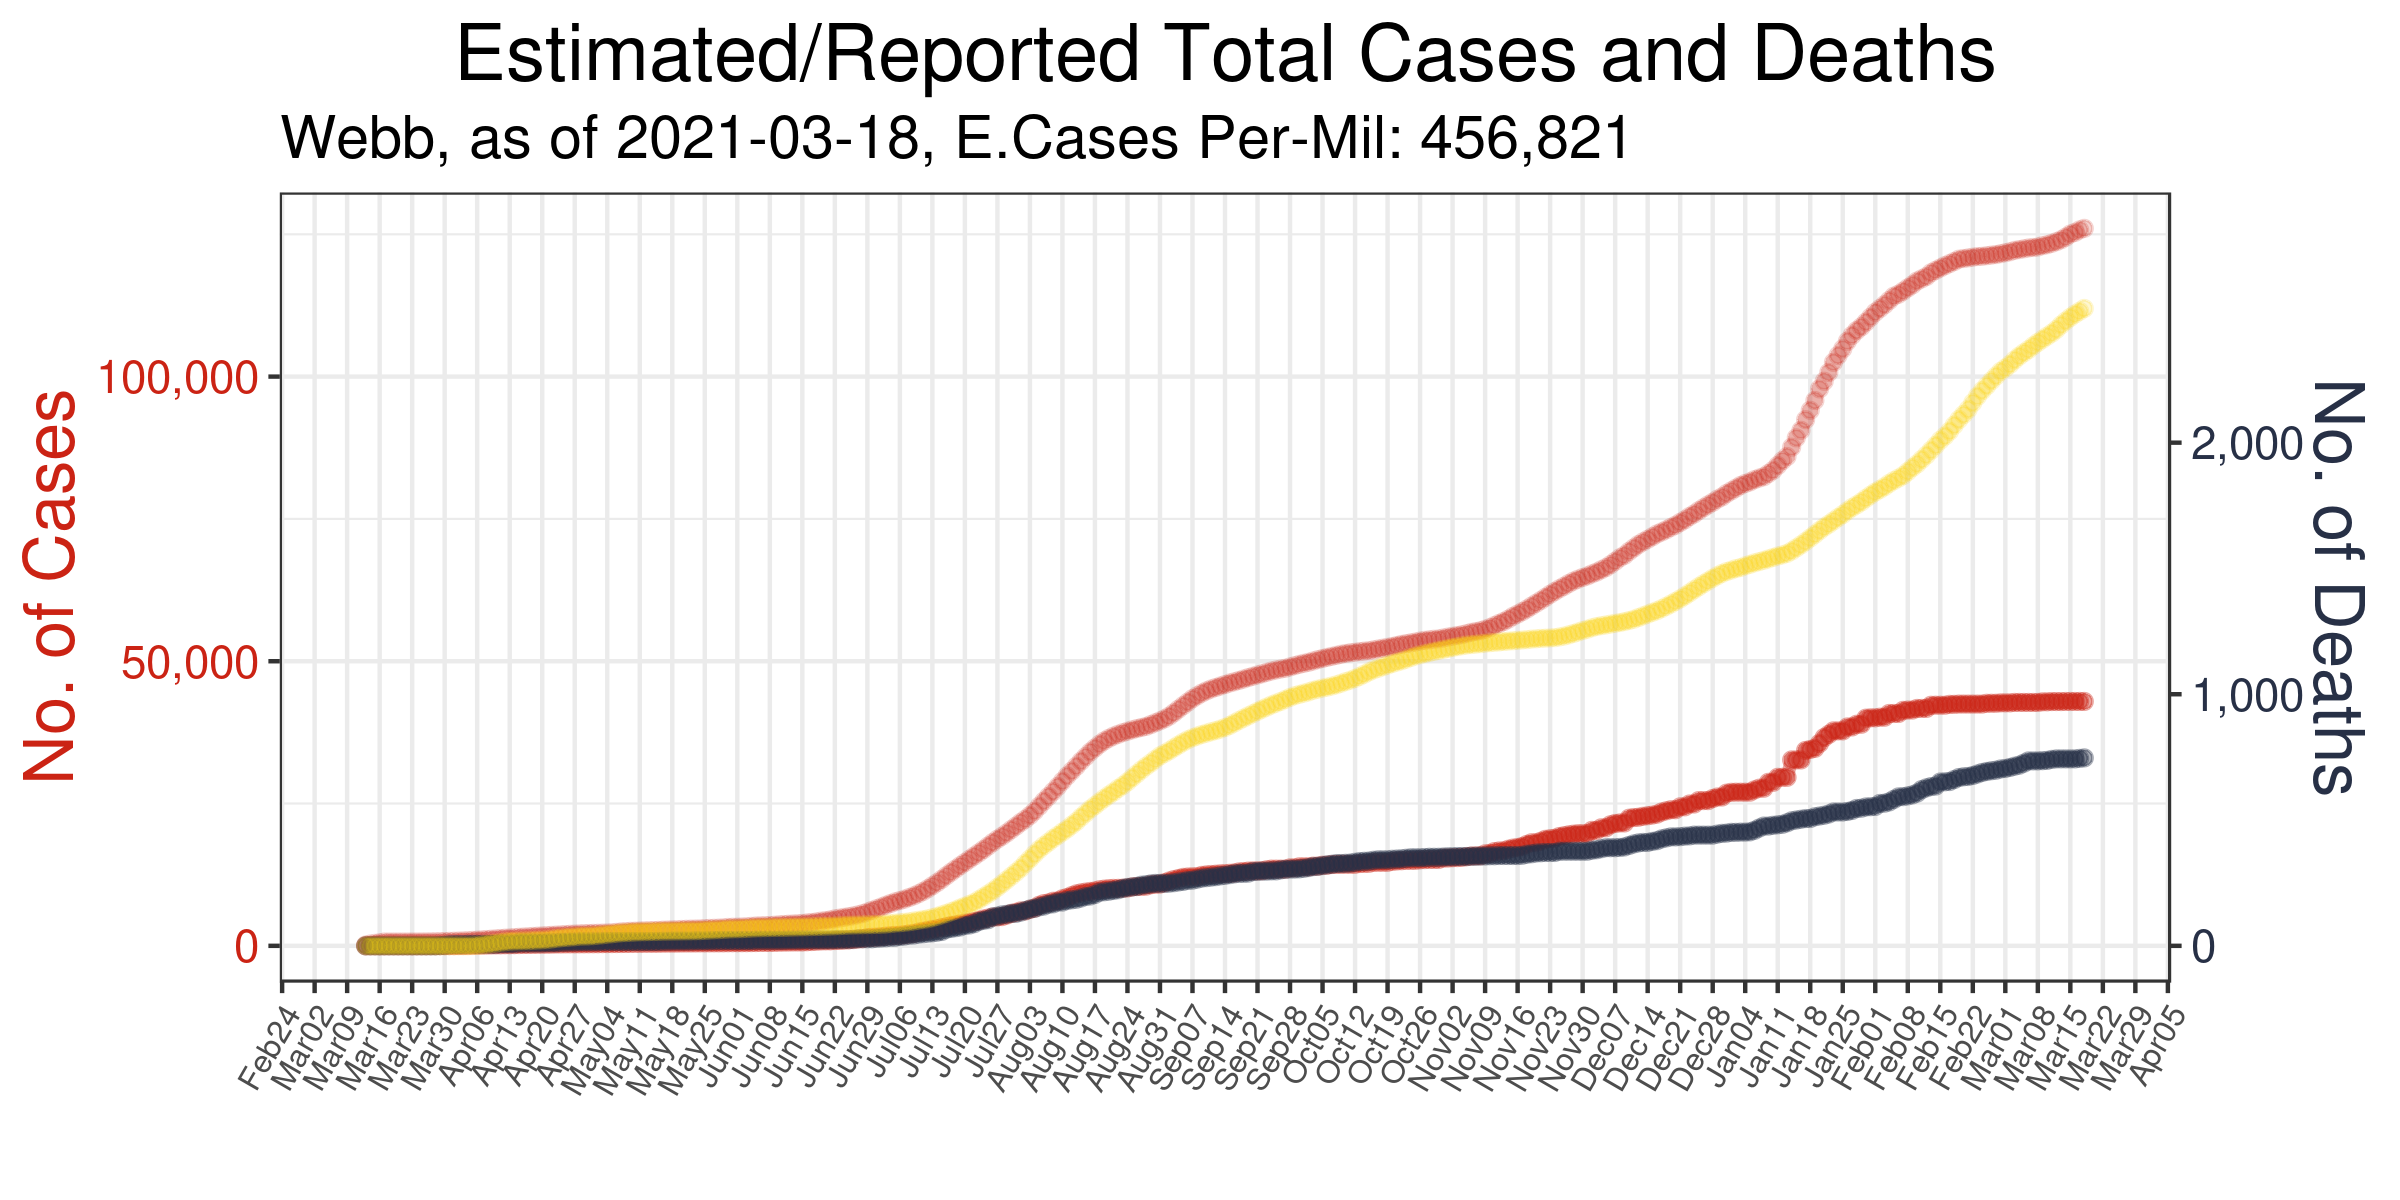 Estimated/Reported Total Cases and Deaths
Webb, as of 2021-03-18, E.Cases Per-Mil: 456,821
No. of Cases
100,000
50,000
0
2,000
1,000
0
No. of Deaths
Feb24
Mar02
Mar09
Mar16
Mar23
Mar30
Apr06
Apr13
Apr20
Apr27
May04
May11
May18
May25
Jun01
Jun08
Jun15
Jun22
Jun29
Jul06
Jul13
Jul20
Jul27
Aug03
Aug10
Aug17
Aug24
Aug31
Sep07
Sep14
Sep21
Sep28
Oct05
Oct12
Oct19
Oct26
Nov02
Nov09
Nov16
Nov23
Nov30
Dec07
Dec14
Dec21
Dec28
Jan04
Jan11
Jan18
Jan25
Feb01
Feb08
Feb15
Feb22
Mar01
Mar08
Mar15
Mar22
Mar29
Apr05